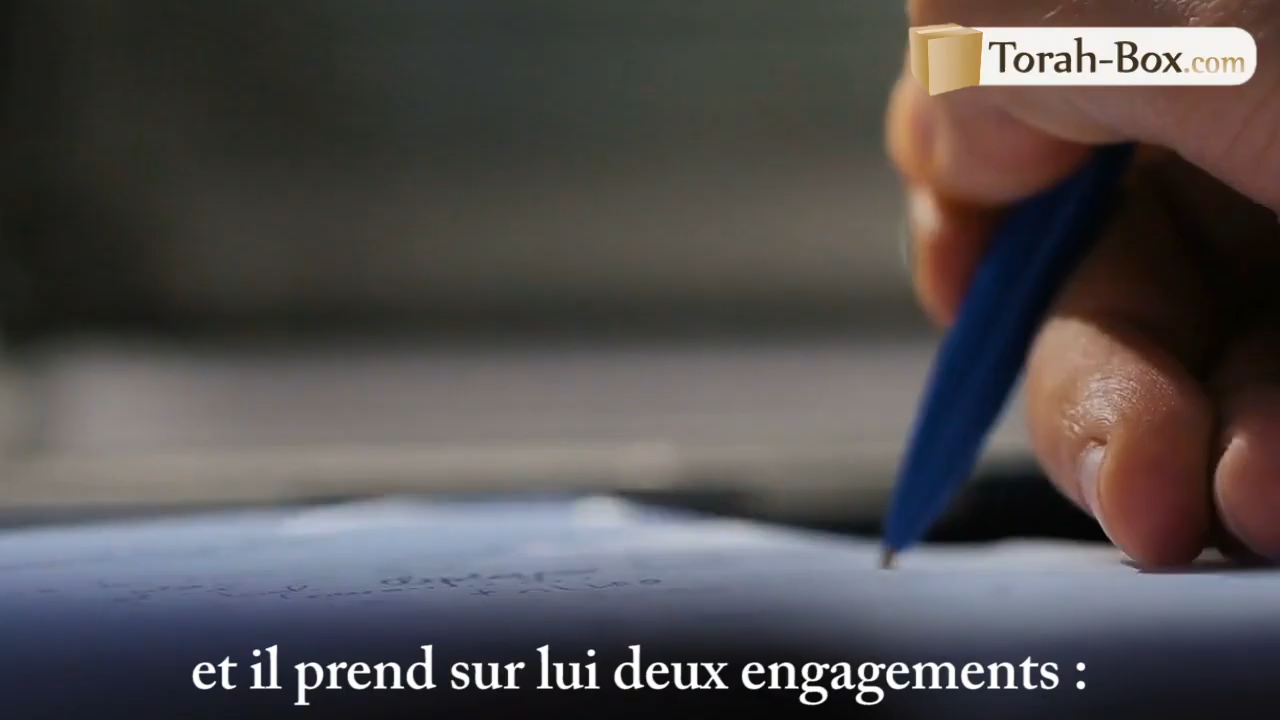 Torah-Box.com
et il prend sur lui deux engagements :